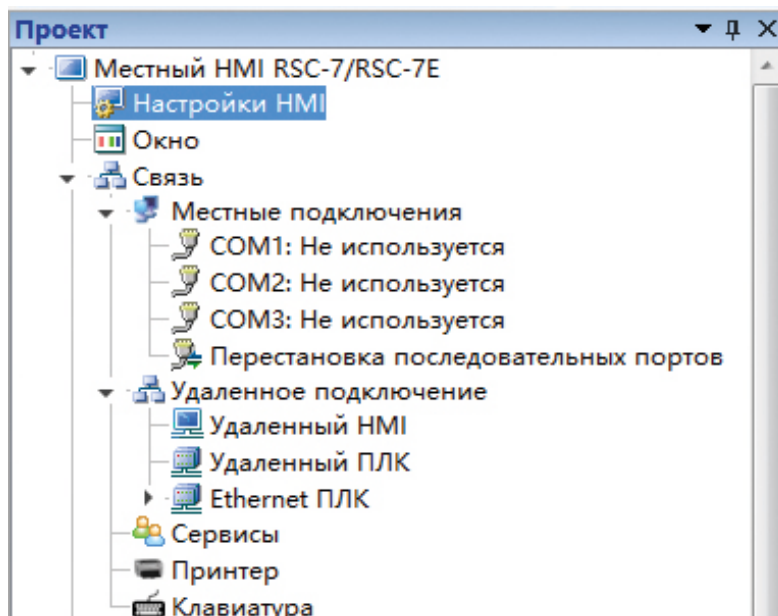 Проект
Местный HMI RSC-7/RSC-7E
Настройки HMI
Окно
Связь
Местные подключения
COM1: Не используется
COM2: Не используется
COM3: Не используется
Перестановка последовательных портов
Удаленное подключение
Удаленный HMI
Удаленный ПЛК
Ethernet ПЛК
Сервисы
Принтер
Клавиатура